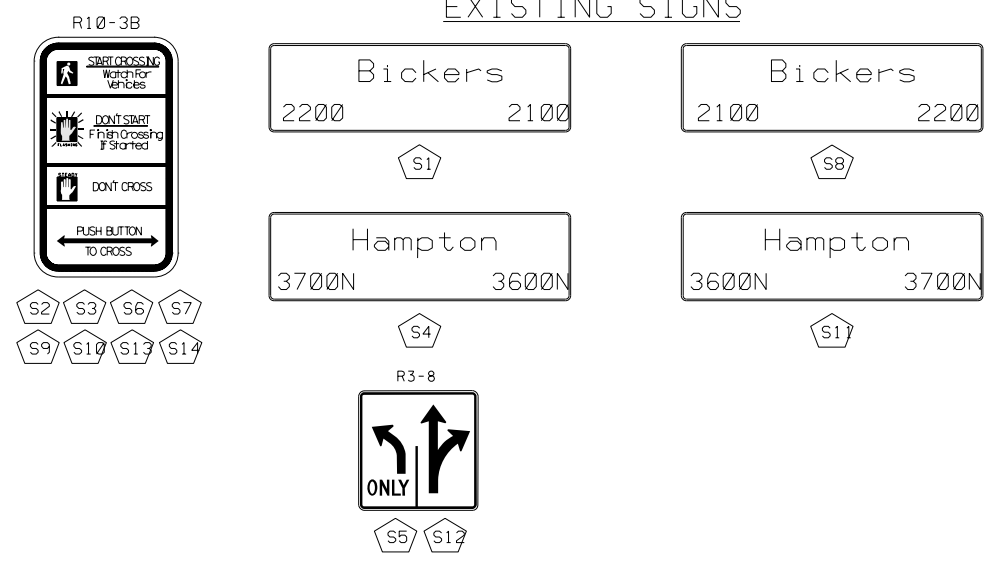 EXISTING SIGNS
R10-3B
START CROSSING
Watch For
Vehicles
DON'T START
Finish Crossing
If Started
FLASHING
STEADY
DON'T CROSS
PUSH BUTTON
TO CROSS
S2 S3 S6 S7
S9 S10 S13 S14
Bickers
2200 2100
S1
Bickers
2100 2200
S8
Hampton
3700N 3600N
S4
Hampton
3600N 3700N
S11
R3-8
ONLY
S5 S12